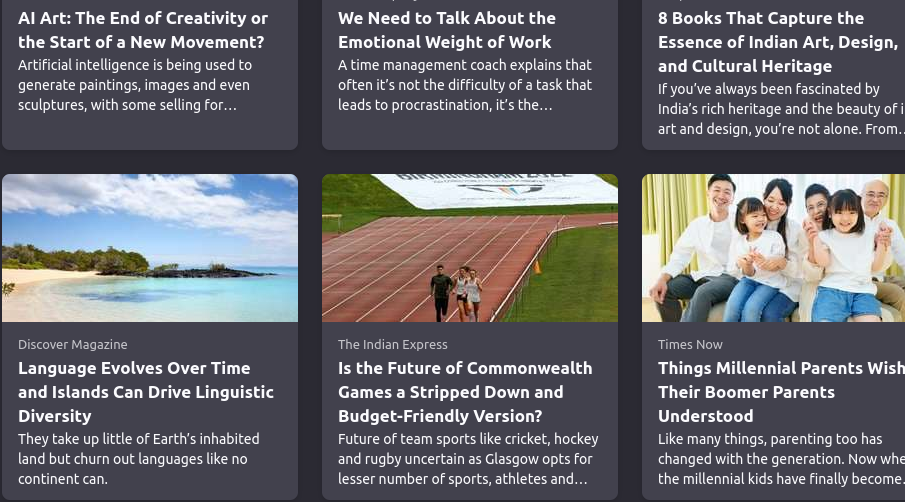 AI Art: The End of Creativity or
the Start of a New Movement?
Artificial intelligence is being used to
generate paintings, images and even
sculptures, with some selling for…
We Need to Talk About the
Emotional Weight of Work
A time management coach explains that
often it’s not the difficulty of a task that
leads to procrastination, it’s the…
8 Books That Capture the
Essence of Indian Art, Design,
and Cultural Heritage
If you’ve always been fascinated by
India’s rich heritage and the beauty of
art and design, you’re not alone. From…
Discover Magazine
Language Evolves Over Time
and Islands Can Drive Linguistic
Diversity
They take up little of Earth’s inhabited
land but churn out languages like no
continent can.
The Indian Express
Is the Future of Commonwealth
Games a Stripped Down and
Budget-Friendly Version?
Future of team sports like cricket, hockey
and rugby uncertain as Glasgow opts for
lesser number of sports, athletes and…
Times Now
Things Millennial Parents Wish
Their Boomer Parents
Understood
Like many things, parenting too has
changed with the generation. Now
the millennial kids have finally become…